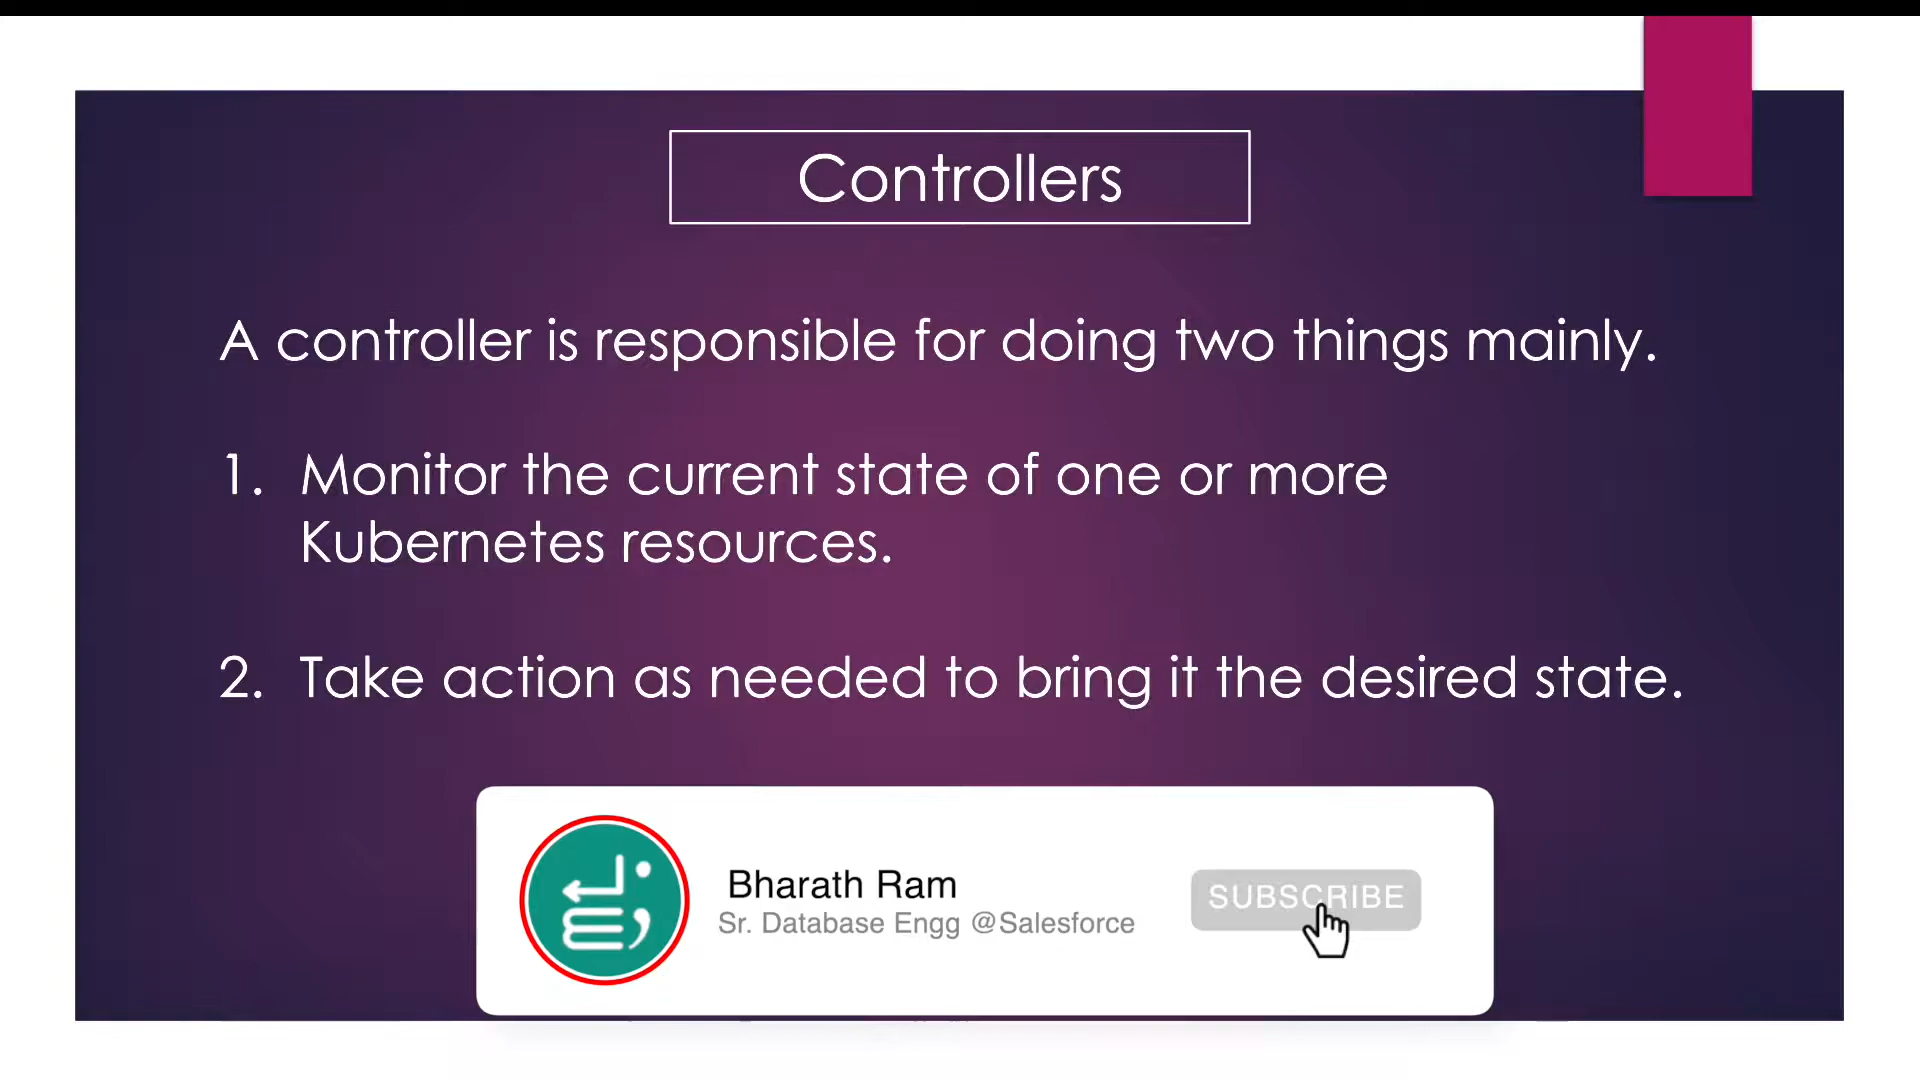 Controllers
A controller is responsible for doing two things mainly.
1. Monitor the current state of one or more
Kubernetes resources.
2. Take action as needed to bring it the desired state.
Bharath Ram
Sr. Database Engg @Salesforce
SUBSCRIBE